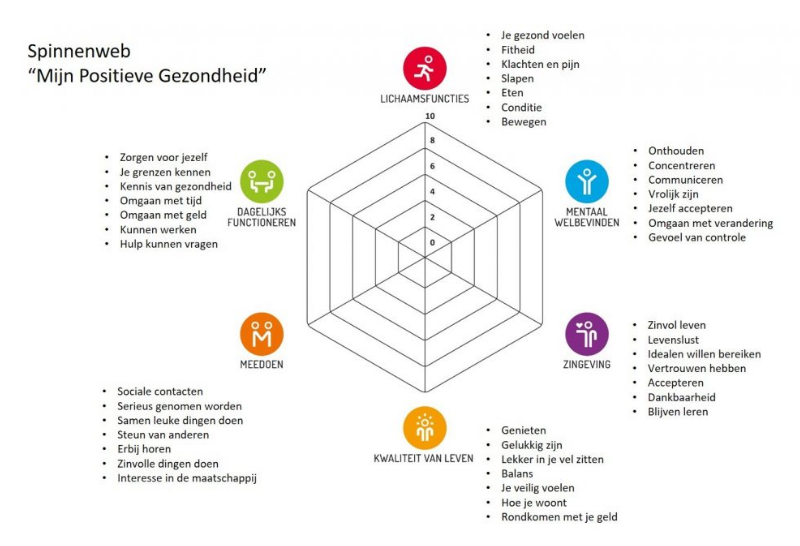 Spinnenweb
“Mijn Positieve Gezondheid”
LICHAAMSFUNCTIES
• Je gezond voelen
• Fitheid
• Klachten en pijn
• Slapen
• Eten
• Conditie
• Bewegen
10
8
6
4
2
0
MENTAAL
WELBEVINDEN
• Onthouden
• Concentreren
• Communiceren
• Vrolijk zijn
• Jezelf accepteren
• Omgaan met verandering
• Gevoel van controle
ZINGEVING
• Zinvol leven
• Levenslust
• Idealen willen bereiken
• Vertrouwen hebben
• Accepteren
• Dankbaarheid
• Blijven leren
KWALITEIT VAN LEVEN
• Genieten
• Gelukkig zijn
• Lekker in je vel zitten
• Balans
• Je veilig voelen
• Hoe je woont
• Rondkomen met je geld
MEEDOEN
• Sociale contacten
• Serieus genomen worden
• Samen leuke dingen doen
• Steun van anderen
• Erbij horen
• Zinvolle dingen doen
• Interesse in de maatschappij
• Zorgen voor jezelf
• Je grenzen kennen
• Kennis van gezondheid
• Omgaan met tijd
• Omgaan met geld
• Kunnen werken
• Hulp kunnen vragen
DAGELIJKS
FUNCTIONEREN